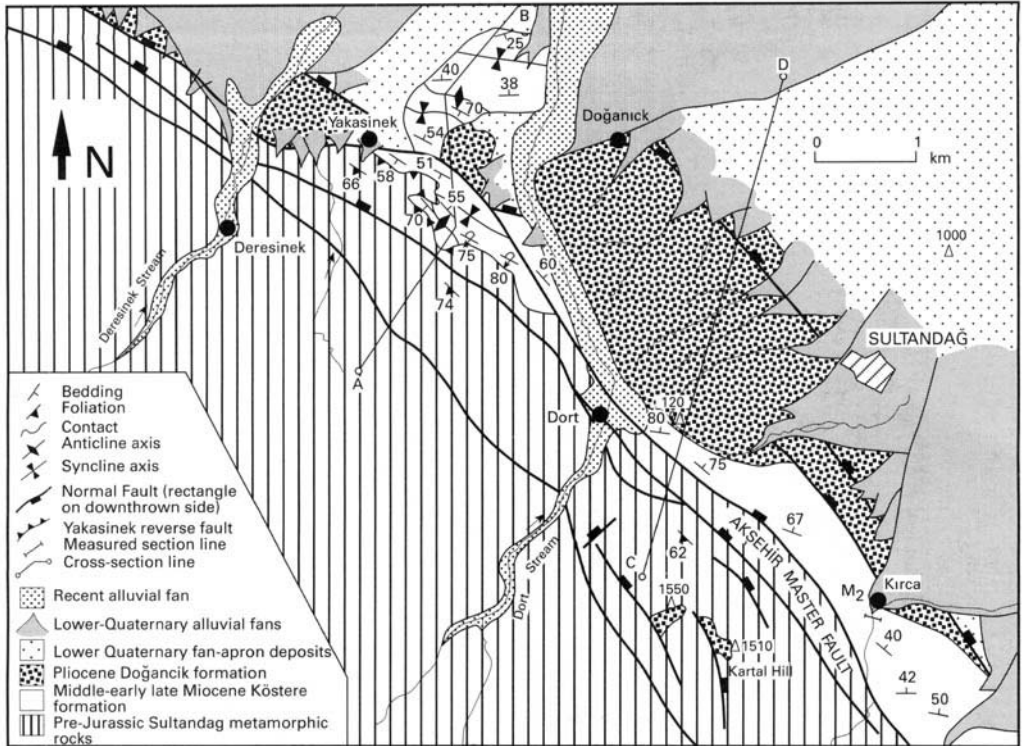 B
25
40
38
70
D
Doğanıck
0 1
km
Yakasinek
54
51
66
58
55
70
N
1000
Deresinek
75
80
60
74
Deresinek Stream
SULTANDAĞ
A
120
80
Dort
75
67
AKSEHIR MASTER FAULT
62
C
1550
M2
Kırca
Dort Stream
1510
Kartal Hill
40
42
50
Bedding
Foliation
Contact
Anticline axis
Syncline axis
Normal Fault (rectangle
on downthrown side)
Yakasinek reverse fault
Measured section line
Cross-section line
Recent alluvial fan
Lower-Quaternary alluvial fans
Lower Quaternary fan-apron deposits
Pliocene Doğancik formation
Middle-early late Miocene Köstere
formation
Pre-Jurassic Sultandag metamorphic
rocks